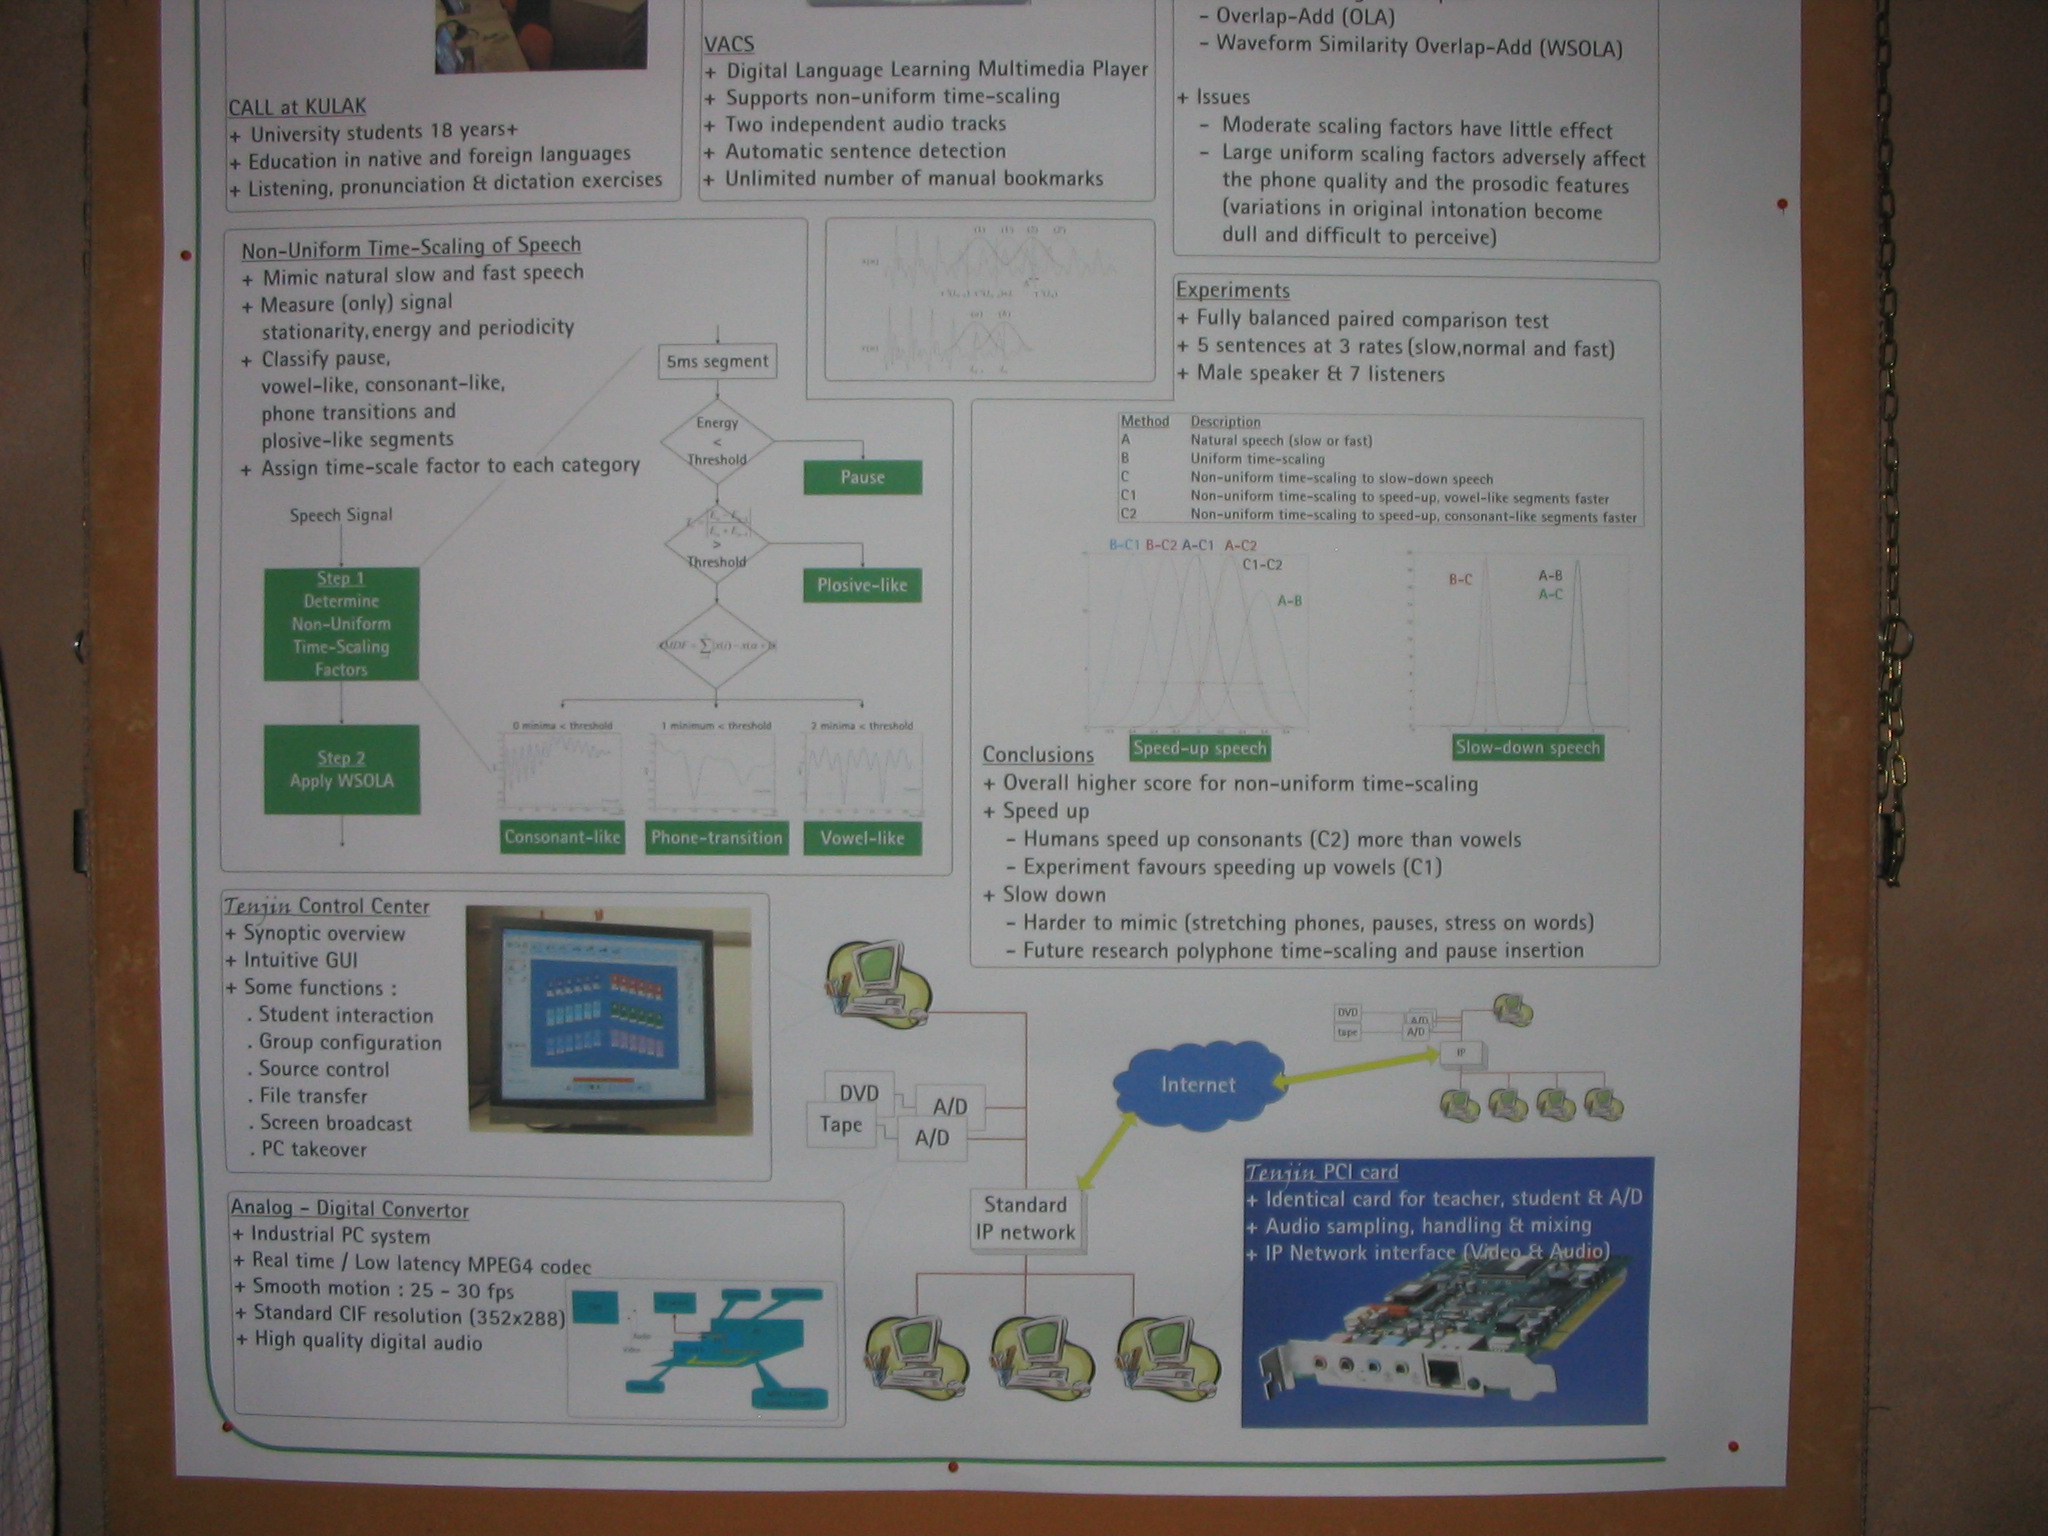 CALL at KULAK
+ University students 18 years+
+ Education in native and foreign languages
+ Listening, pronunciation & dictation exercises
VACS
+ Digital Language Learning Multimedia Player
+ Supports non-uniform time-scaling
+ Two independent audio tracks
+ Automatic sentence detection
+ Unlimited number of manual bookmarks
- Overlap-Add (OLA)
- Waveform Similarity Overlap-Add (WSOLA)
+ Issues
- Moderate scaling factors have little effect
- Large uniform scaling factors adversely affect
the phone quality and the prosodic features
(variations in original intonation become
dull and difficult to perceive)
Non-Uniform Time-Scaling of Speech
+ Mimic natural slow and fast speech
+ Measure (only) signal
stationarity, energy and periodicity
+ Classify pause,
vowel-like, consonant-like,
phone transitions and
plosive-like segments
+ Assign time-scale factor to each category
Speech Signal
Step 1
Determine
Non-Uniform
Time-Scaling
Factors
Step 2
Apply WSOLA
5ms segment
Energy
<
Threshold
Pause
>
Threshold
Plosive-like
0 minima < threshold
1 minimum < threshold
2 minima < threshold
Consonant-like
Phone-transition
Vowel-like
Experiments
+ Fully balanced paired comparison test
+ 5 sentences at 3 rates (slow, normal and fast)
+ Male speaker & 7 listeners
Method Description
A Natural speech (slow or fast)
B Uniform time-scaling
C Non-uniform time-scaling to slow-down speech
C1 Non-uniform time-scaling to speed-up, vowel-like segments faster
C2 Non-uniform time-scaling to speed-up, consonant-like segments faster
B-C1 B-C2 A-C1 A-C2
C1-C2
A-B
Speed-up speech
B-C
A-B
A-C
Slow-down speech
Conclusions
+ Overall higher score for non-uniform time-scaling
+ Speed up
- Humans speed up consonants (C2) more than vowels
- Experiment favours speeding up vowels (C1)
+ Slow down
- Harder to mimic (stretching phones, pauses, stress on words)
- Future research polyphone time-scaling and pause insertion
Tenjin Control Center
+ Synoptic overview
+ Intuitive GUI
+ Some functions :
. Student interaction
. Group configuration
. Source control
. File transfer
. Screen broadcast
. PC takeover
DVD
Tape
A/D
A/D
Standard
IP network
Internet
DVD
tape
A/D
A/D
IP
Analog - Digital Convertor
+ Industrial PC system
+ Real time / Low latency MPEG4 codec
+ Smooth motion : 25 - 30 fps
+ Standard CIF resolution (352x288)
+ High quality digital audio
Tenjin PCI card
+ Identical card for teacher, student & A/D
+ Audio sampling, handling & mixing
+ IP Network interface (Video & Audio)